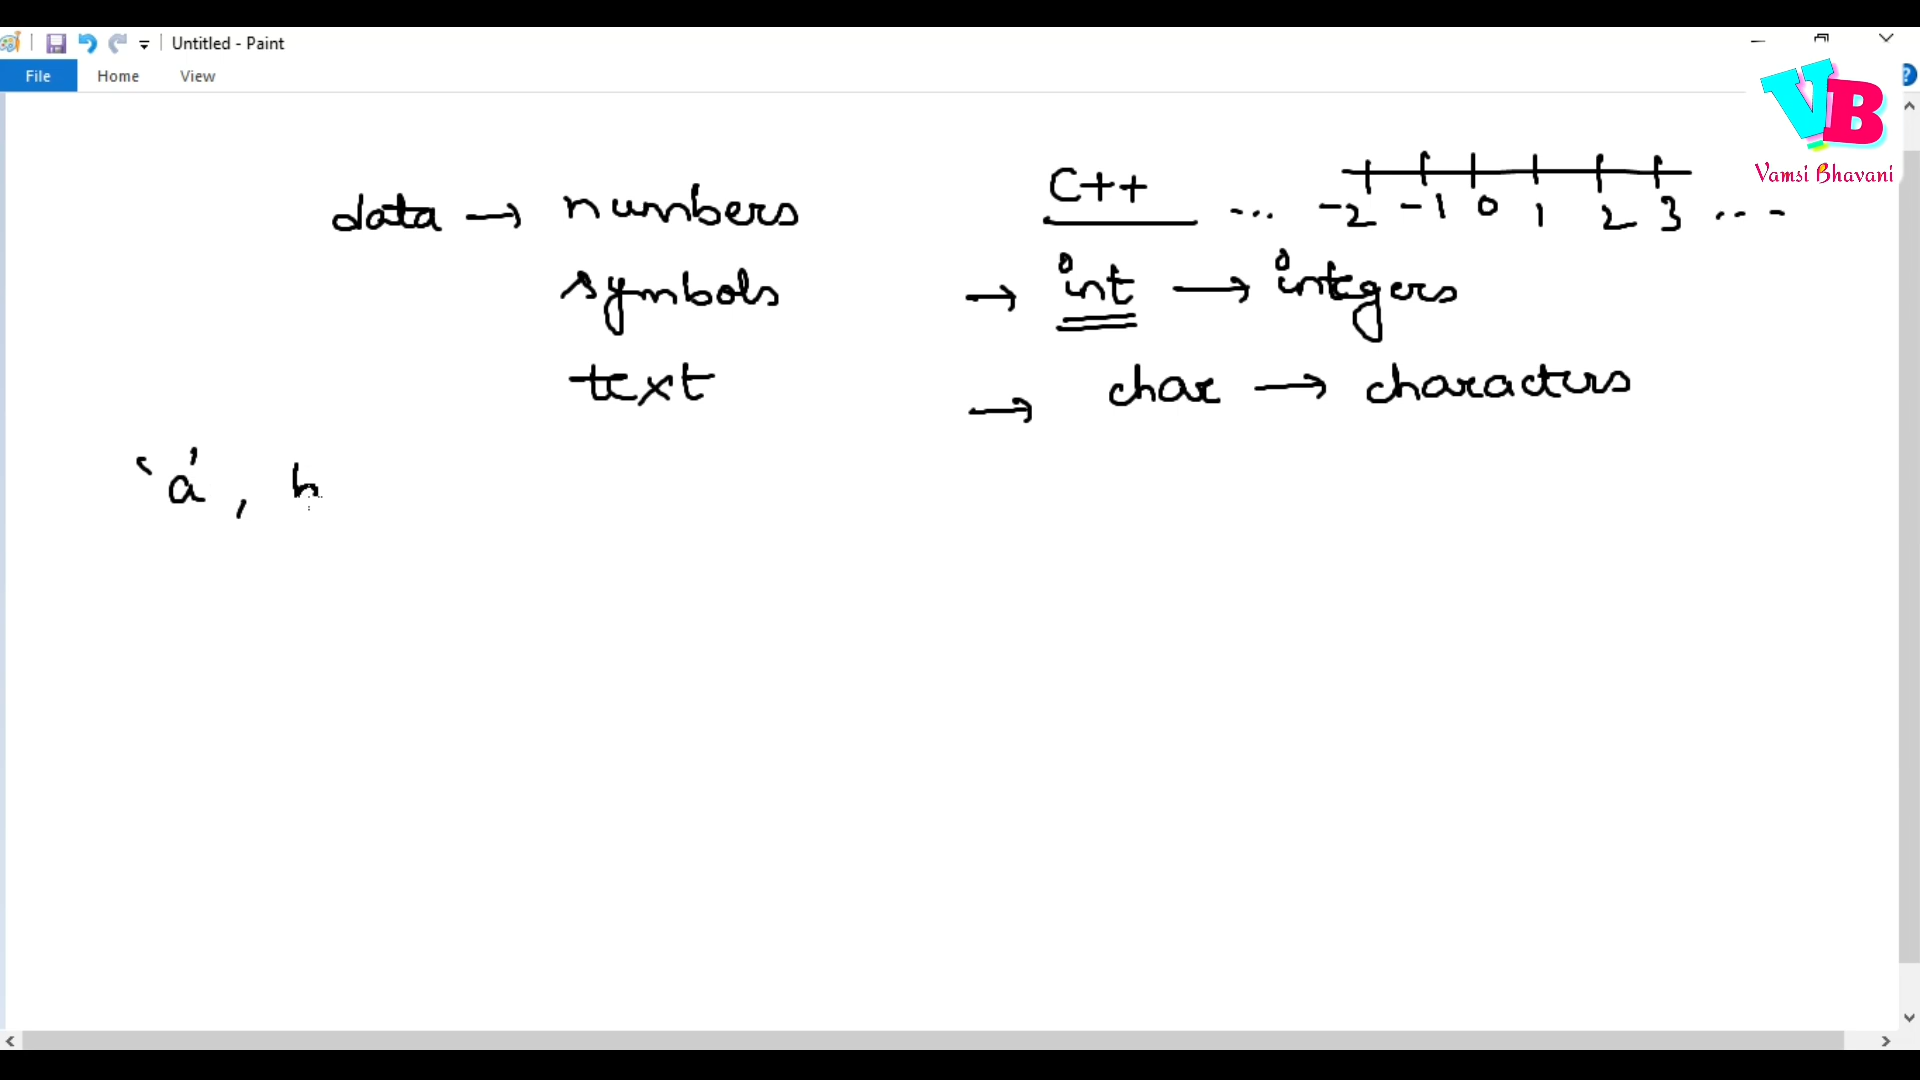 Untitled - Paint
File Home View
VB
Vamsi Bhavani
data → numbers
symbols
text
C++
... -2 -1 0 1 2 3 ...
→ int → integers
→ char → characters
'a',